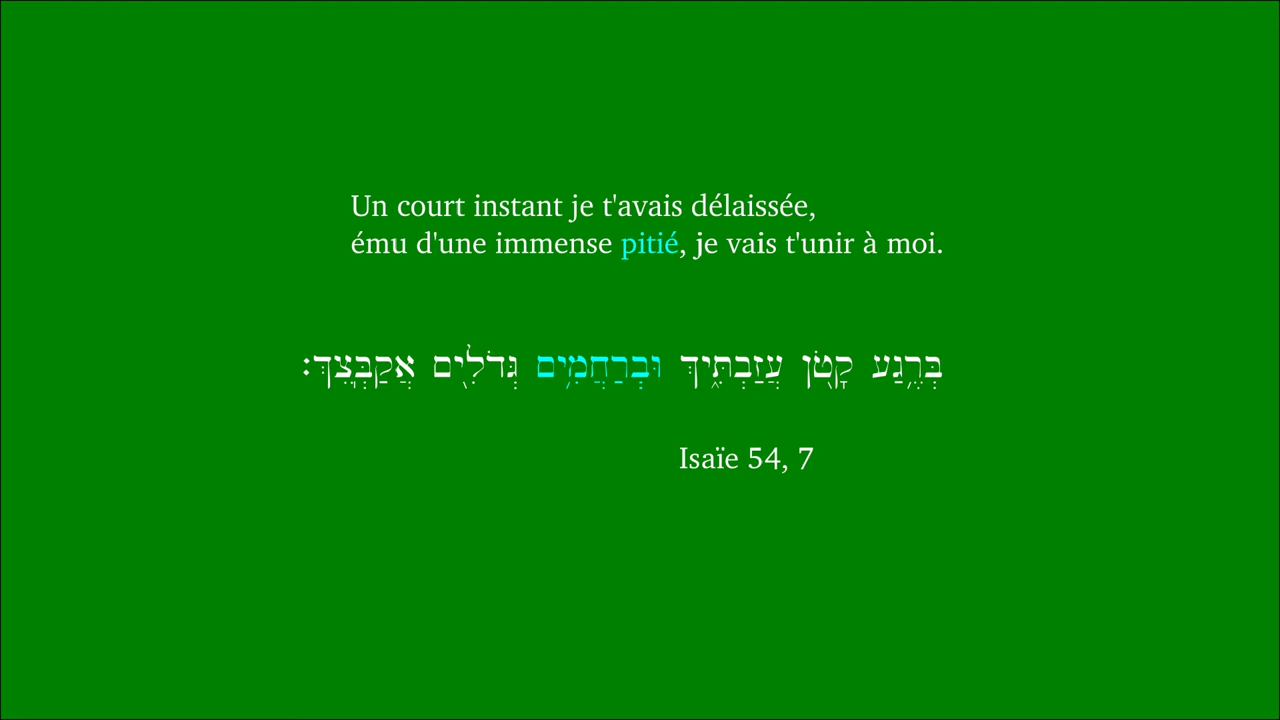 Un court instant je t'avais délaissée,
ému d'une immense pitié, je vais t'unir à moi.
בְּרֶ֥גַע קָטֹ֖ן עֲזַבְתִּ֑יךְ וּבְרַחֲמִ֥ים גְּדֹלִ֖ים אֲקַבְּצֵֽךְ׃
Isaïe 54, 7